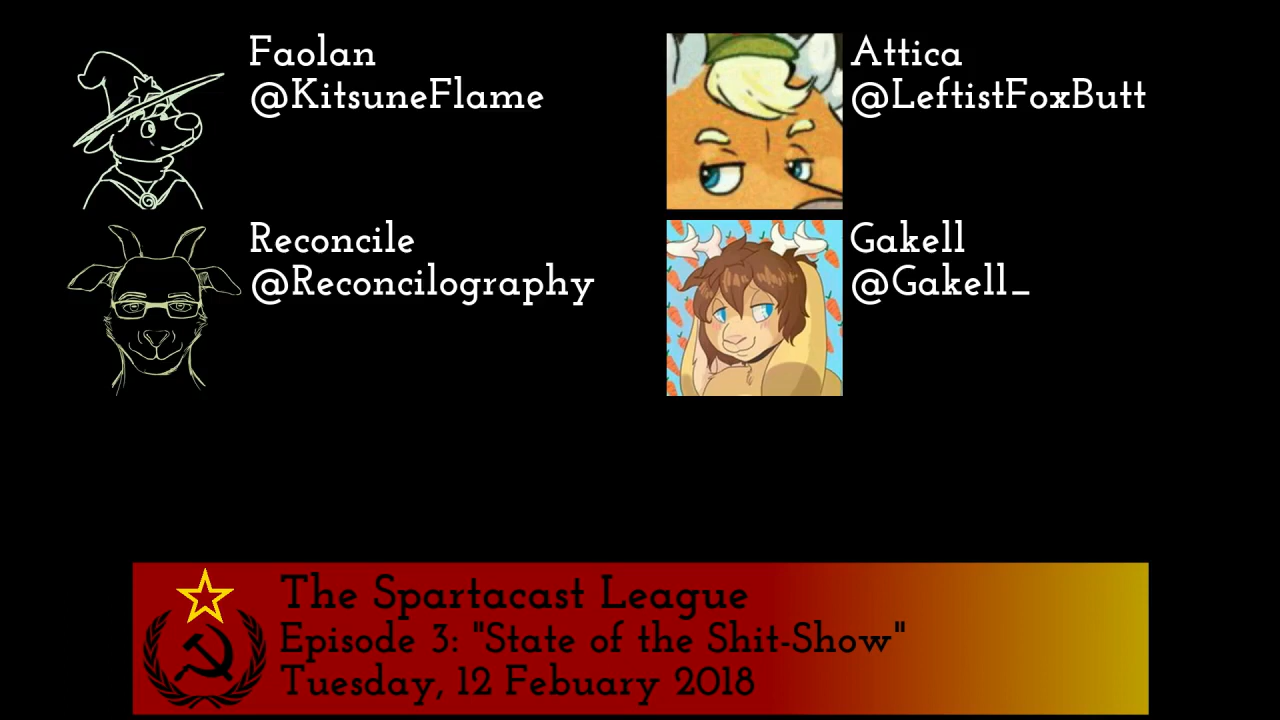 Faolan
@KitsuneFlame
Attica
@LeftistFoxButt
Reconcile
@Reconcilography
Gakell
@Gakell_
The Spartacast League
Episode 3: "State of the Shit-Show"
Tuesday, 12 Febuary 2018